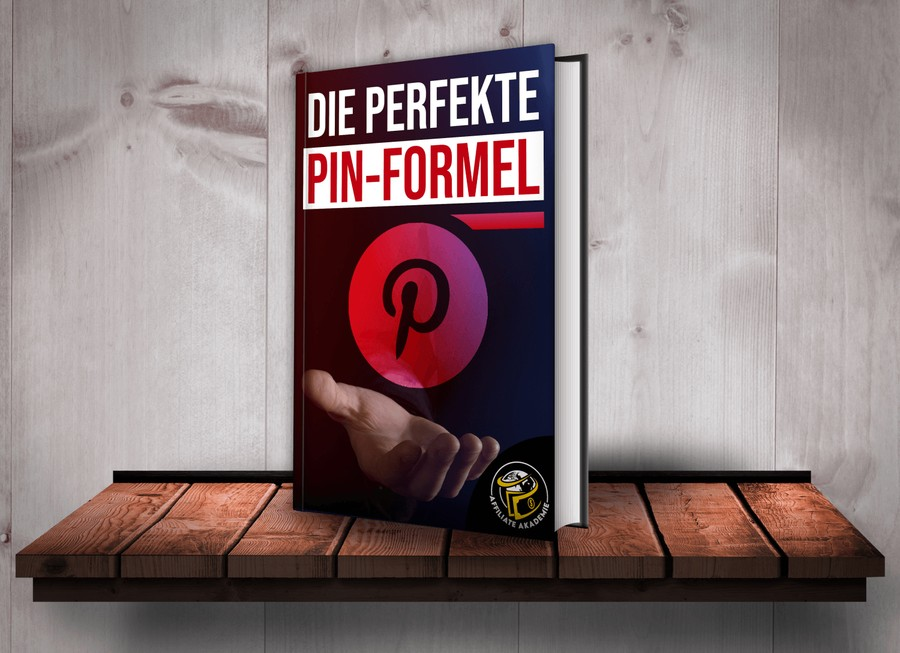 DIE PERFEKTE
PIN-FORMEL
AFFILIATE AKADEMIE